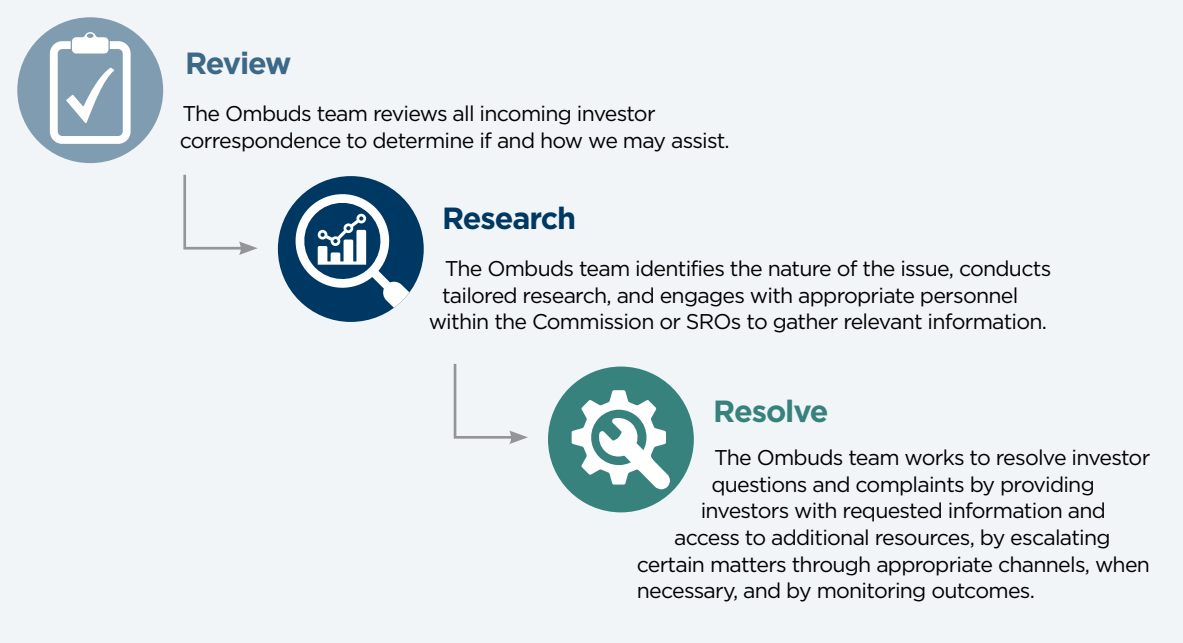 Review
The Ombuds team reviews all incoming investor
correspondence to determine if and how we may assist.
Research
The Ombuds team identifies the nature of the issue, conducts
tailored research, and engages with appropriate personnel
within the Commission or SROs to gather relevant information.
Resolve
The Ombuds team works to resolve investor
questions and complaints by providing
investors with requested information and
access to additional resources, by escalating
certain matters through appropriate channels, when
necessary, and by monitoring outcomes.